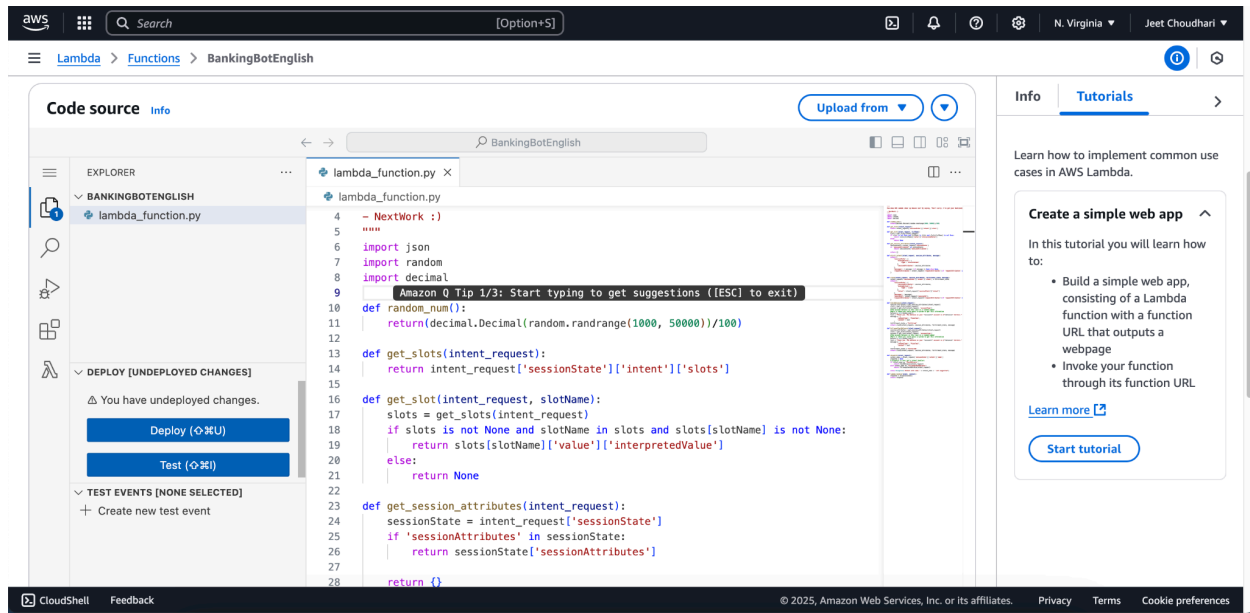 aws
Search [Option+S]
N. Virginia ▼
Jeet Choudhari ▼
Lambda > Functions > BankingBotEnglish
Code source Info
Upload from ▼
BankingBotEnglish
EXPLORER ...
BANKINGBOTENGLISH
lambda_function.py
1
DEPLOY [UNDEPLOYED CHANGES]
You have undeployed changes.
Deploy (⇧⌘U)
Test (⇧⌘I)
TEST EVENTS [NONE SELECTED]
+ Create new test event
lambda_function.py ×
lambda_function.py
4 - NextWork :)
5 """
6 import json
7 import random
8 import decimal
9 Amazon Q Tip 1/3: Start typing to get suggestions ([ESC] to exit)
10 def random_num():
11 return(decimal.Decimal(random.randrange(1000, 50000))/100)
12
13 def get_slots(intent_request):
14 return intent_request['sessionState']['intent']['slots']
15
16 def get_slot(intent_request, slotName):
17 slots = get_slots(intent_request)
18 if slots is not None and slotName in slots and slots[slotName] is not None:
19 return slots[slotName]['value']['interpretedValue']
20 else:
21 return None
22
23 def get_session_attributes(intent_request):
24 sessionState = intent_request['sessionState']
25 if 'sessionAttributes' in sessionState:
26 return sessionState['sessionAttributes']
27
28 return {}
Info
Tutorials
Learn how to implement common use
cases in AWS Lambda.
Create a simple web app
In this tutorial you will learn how
to:
• Build a simple web app,
consisting of a Lambda
function with a function
URL that outputs a
webpage
• Invoke your function
through its function URL
Learn more
Start tutorial
CloudShell
Feedback
© 2025, Amazon Web Services, Inc. or its affiliates.
Privacy
Terms
Cookie preferences